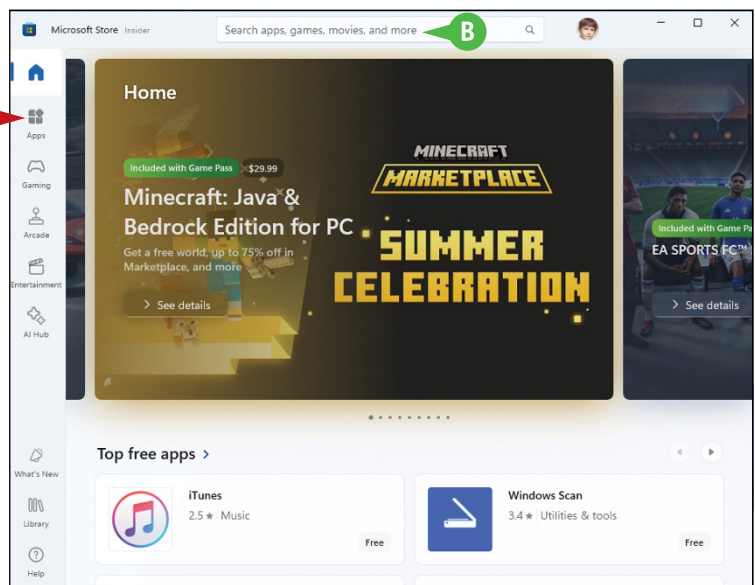 Microsoft Store Insider
Search apps, games, movies, and more
B
Home
Apps
Gaming
Arcade
Entertainment
AI Hub
What's New
Library
Help
Included with Game Pass $29.99
Minecraft: Java &
Bedrock Edition for PC
Get a free world, up to 75% off in
Marketplace, and more
See details
MINECRAFT
MARKETPLACE
SUMMER
CELEBRATION
Included with Game Pa
EA SPORTS FC™
See details
Top free apps
iTunes
2.5 ★ Music
Free
Windows Scan
3.4 ★ Utilities & tools
Free